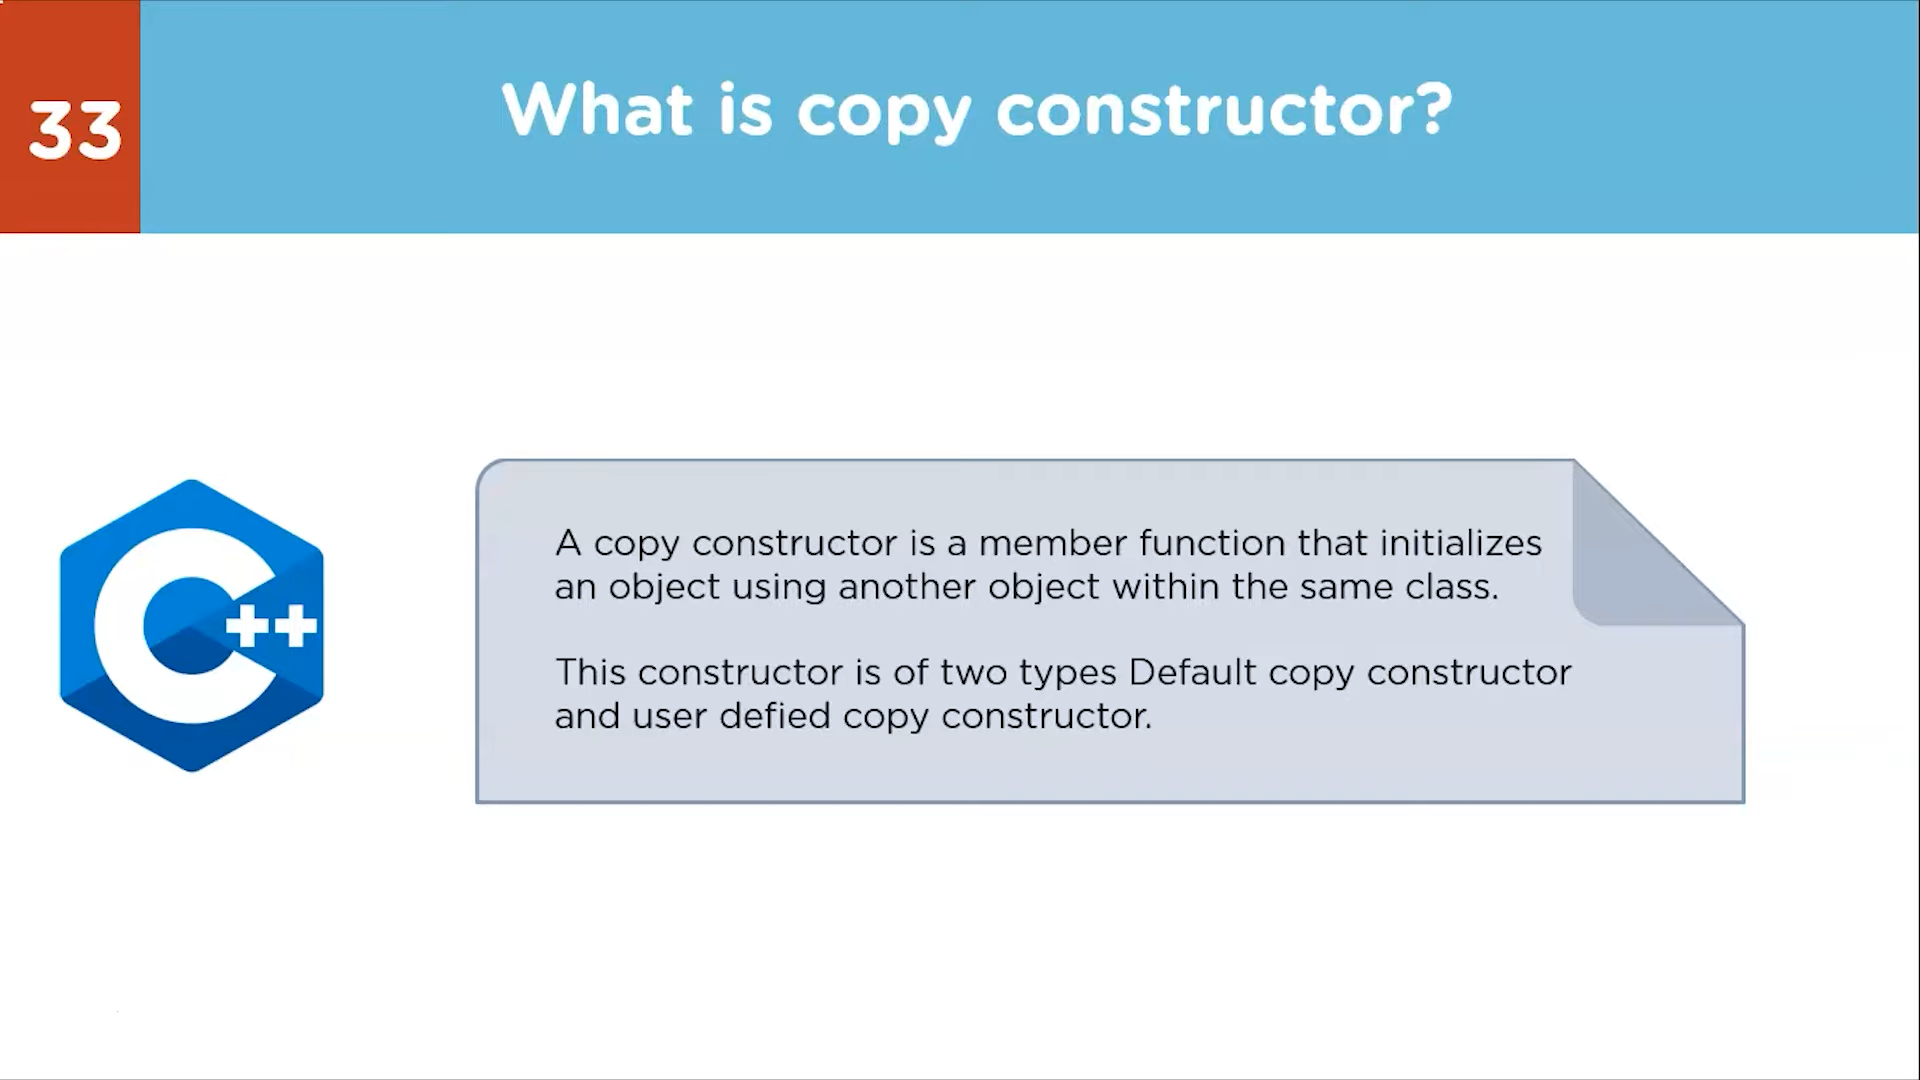 33
What is copy constructor?
C++
A copy constructor is a member function that initializes
an object using another object within the same class.
This constructor is of two types Default copy constructor
and user defied copy constructor.